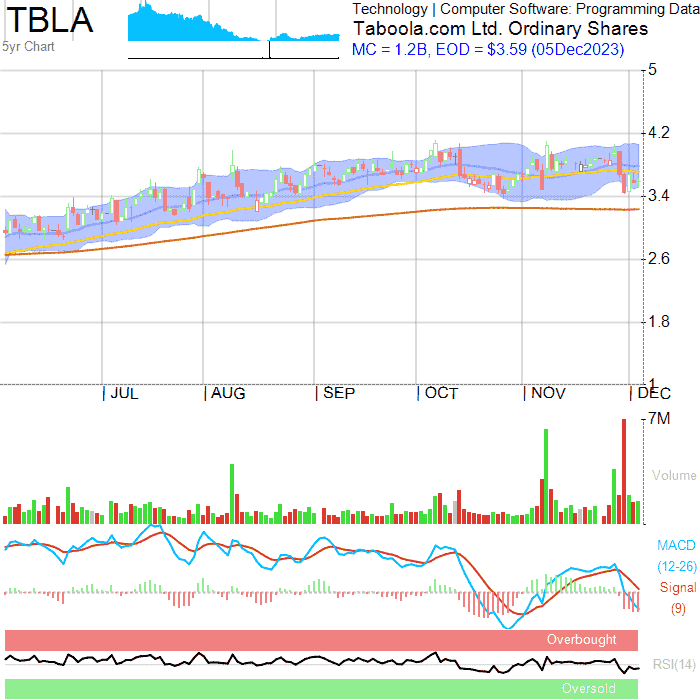 TBLA
5yr Chart
Technology | Computer Software: Programming Data
Taboola.com Ltd. Ordinary Shares
MC = 1.2B, EOD = $3.59 (05Dec2023)
5
4.2
3.4
2.6
1.8
1
JUL
AUG
SEP
OCT
NOV
DEC
7M
Volume
MACD
(12-26)
Signal
(9)
Overbought
RSI(14)
Oversold